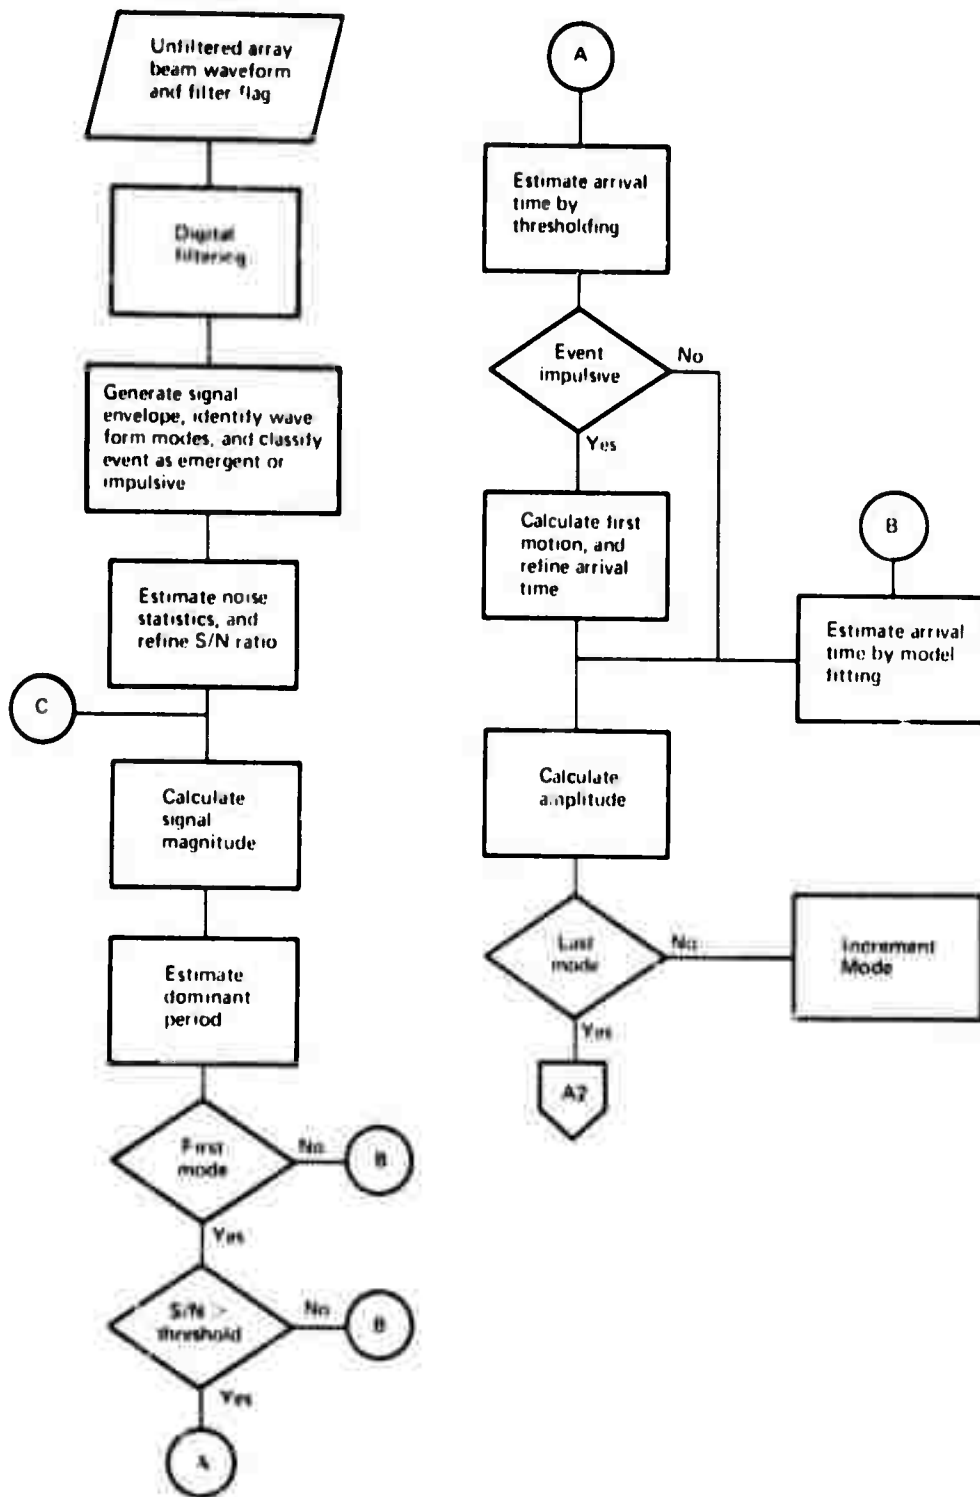 Unfiltered array
beam waveform
and filter flag
Digital
filtering
Generate signal
envelope, identify wave
form modes, and classify
event as emergent or
impulsive
Estimate noise
statistics, and
refine S/N ratio
C
Calculate
signal
magnitude
Estimate
dominant
period
First
mode
No
B
Yes
S/N >
threshold
No
B
Yes
A
A
Estimate arrival
time by
thresholding
Event
impulsive
No
Yes
Calculate first
motion, and
refine arrival
time
B
Estimate arrival
time by model
fitting
Calculate
amplitude
Last
mode
No
Increment
Mode
Yes
A2